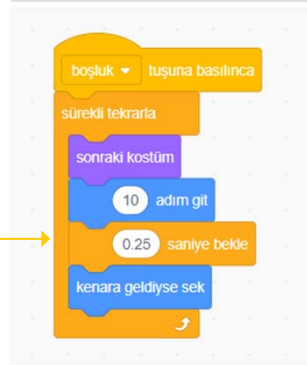 boşluk tuşuna basılınca
sürekli tekrarla
sonraki kostüm
10 adım git
0.25 saniye bekle
kenara geldiyse sek